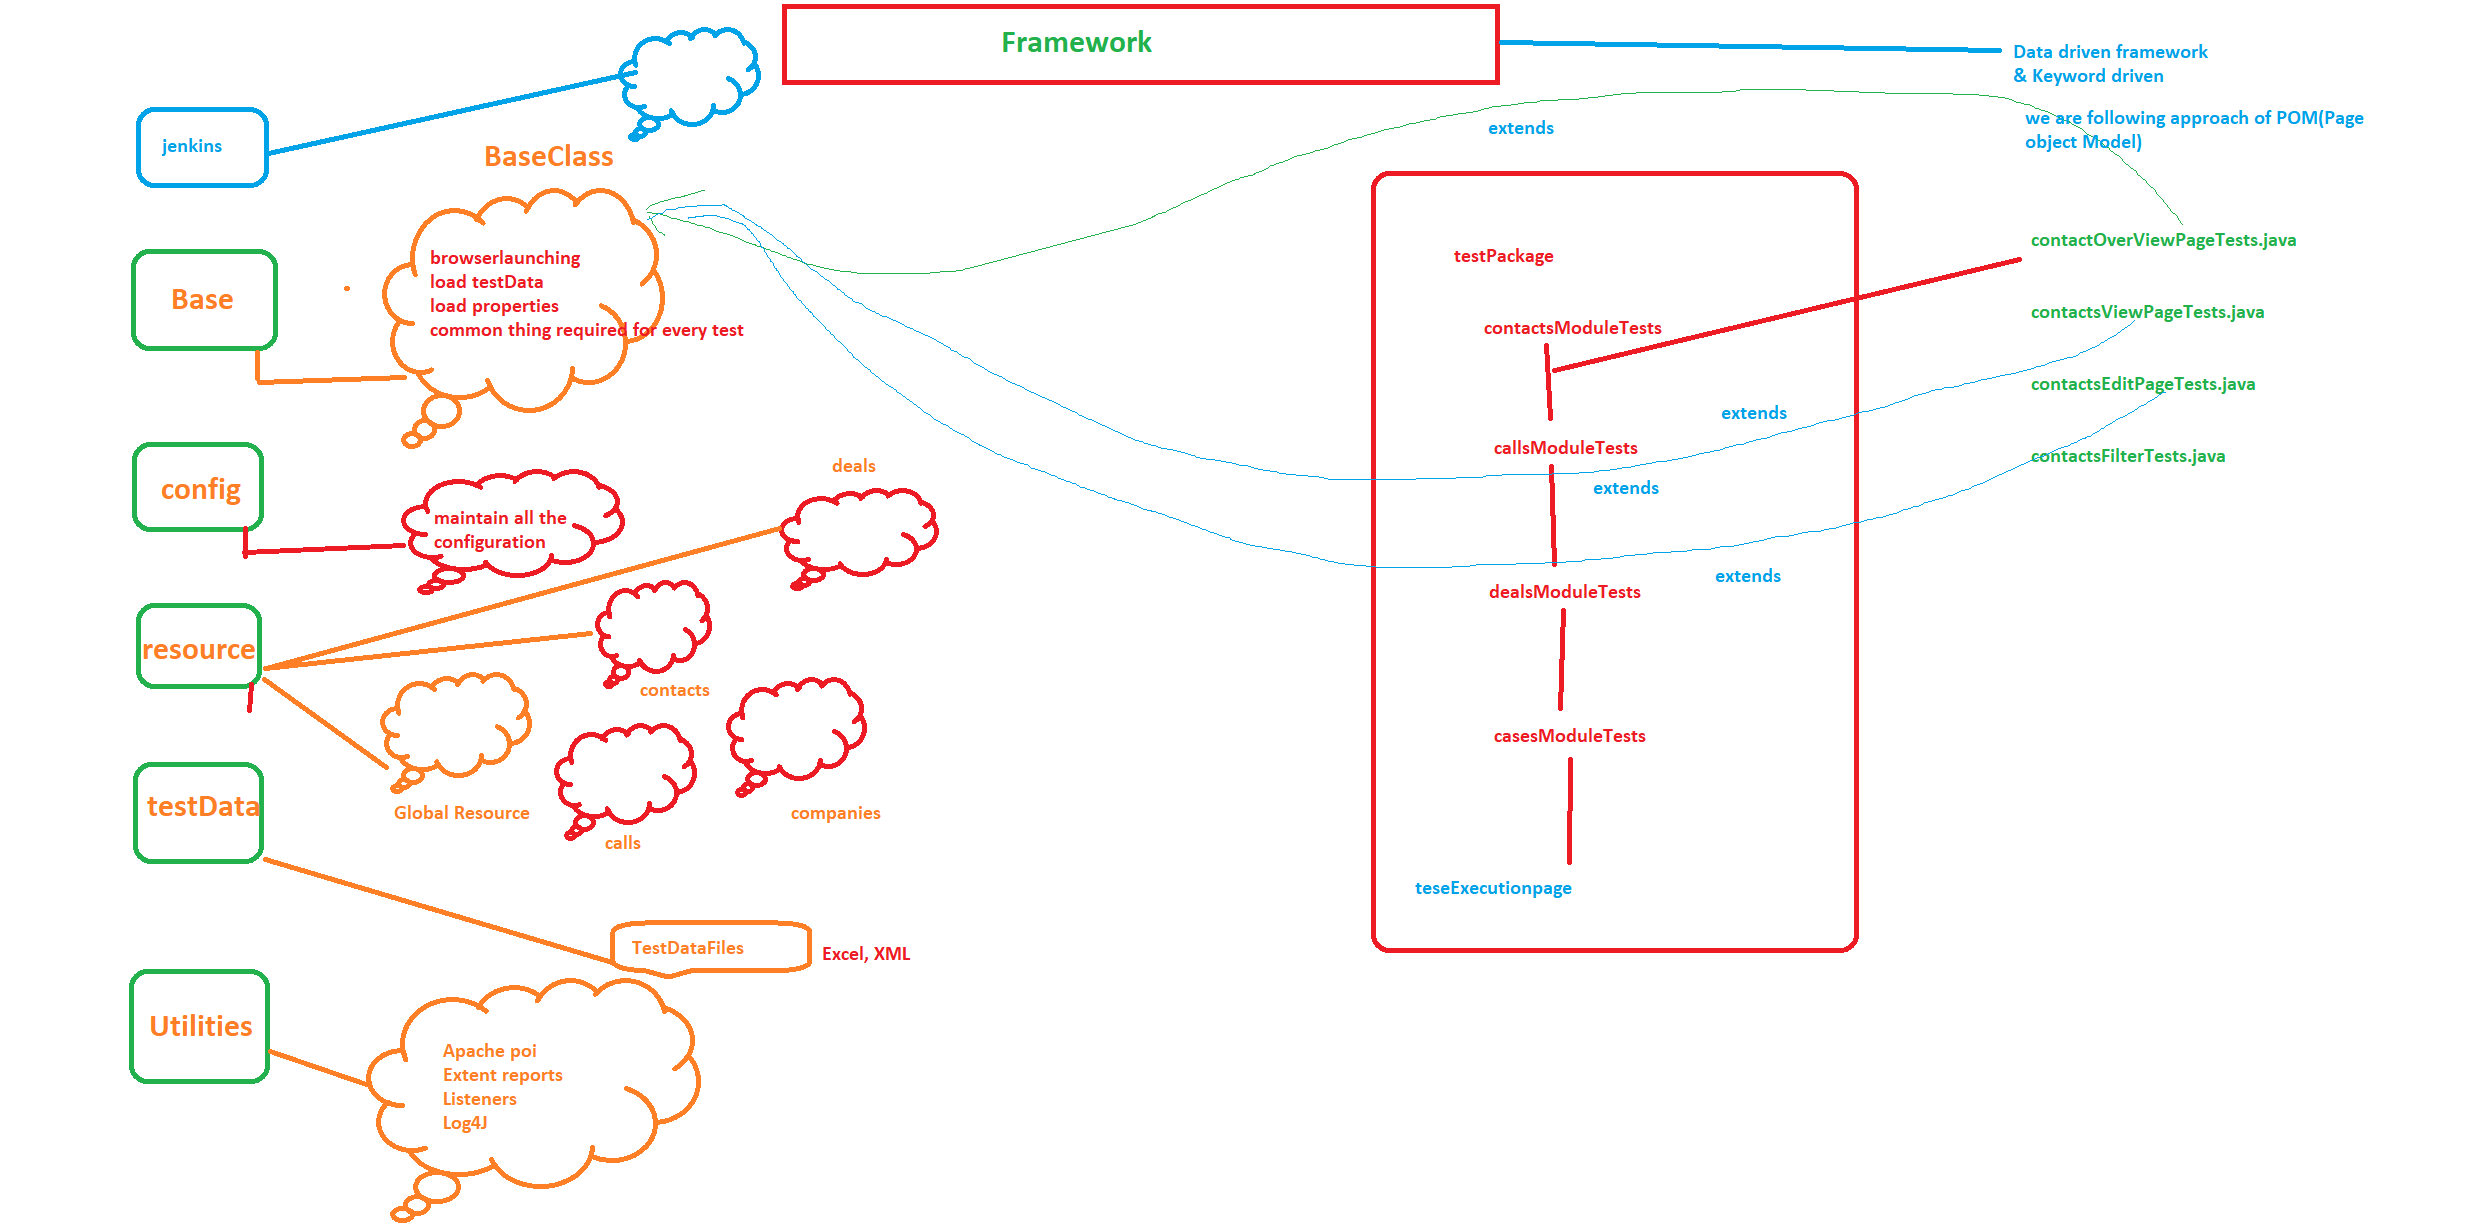 Framework
Data driven framework
& Keyword driven
we are following approach of POM(Page
object Model)
jenkins
BaseClass
extends
Base
browserlaunching
load testData
load properties
common thing required for every test
testPackage
contactsModuleTests
callsModuleTests
dealsModuleTests
casesModuleTests
teseExecutionpage
contactOverViewPageTests.java
contactsViewPageTests.java
contactsEditPageTests.java
contactsFilterTests.java
extends
extends
extends
config
maintain all the
configuration
deals
resource
contacts
Global Resource
calls
companies
testData
TestDataFiles
Excel, XML
Utilities
Apache poi
Extent reports
Listeners
Log4J